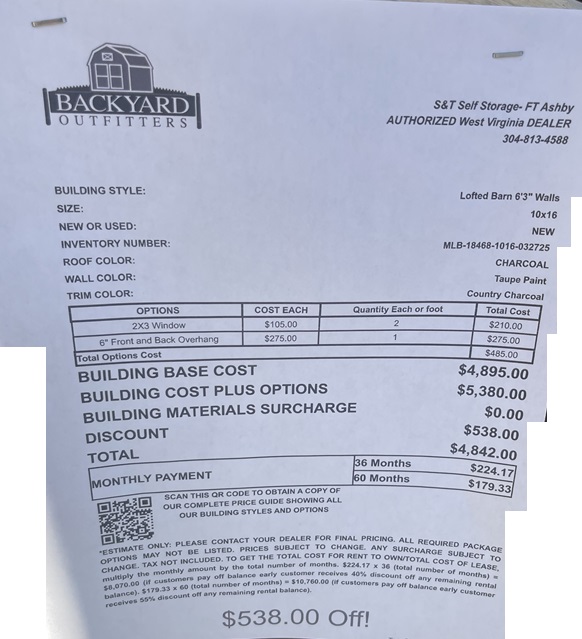 BACKYARD
OUTFITTERS
S&T Self Storage- FT Ashby
AUTHORIZED West Virginia DEALER
304-813-4588
BUILDING STYLE: Lofted Barn 6'3" Walls
SIZE: 10x16
NEW OR USED: NEW
INVENTORY NUMBER: MLB-18468-1016-032725
ROOF COLOR: CHARCOAL
WALL COLOR: Taupe Paint
TRIM COLOR: Country Charcoal
OPTIONS COST EACH Quantity Each or foot Total Cost
2X3 Window $105.00 2 $210.00
6" Front and Back Overhang $275.00 1 $275.00
Total Options Cost $485.00
BUILDING BASE COST $4,895.00
BUILDING COST PLUS OPTIONS $5,380.00
BUILDING MATERIALS SURCHARGE $0.00
DISCOUNT $538.00
TOTAL $4,842.00
MONTHLY PAYMENT 36 Months $224.17
60 Months $179.33
SCAN THIS QR CODE TO OBTAIN A COPY OF
OUR COMPLETE PRICE GUIDE SHOWING ALL
OUR BUILDING STYLES AND OPTIONS
*ESTIMATE ONLY: PLEASE CONTACT YOUR DEALER FOR FINAL PRICING. ALL REQUIRED PACKAGE
OPTIONS MAY NOT BE LISTED. PRICES SUBJECT TO CHANGE. ANY SURCHARGE SUBJECT TO
CHANGE. TAX NOT INCLUDED. TO GET THE TOTAL COST FOR RENT TO OWN/TOTAL COST OF LEASE,
multiply the monthly amount by the total number of months. $224.17 x 36 (total number of months) =
$8,070.00 (if customers pay off balance early customer receives 40% discount off any remaining rental
balance). $179.33 x 60 (total number of months) = $10,760.00 (if customers pay off balance early customer
receives 55% discount off any remaining rental balance).
$538.00 Off!